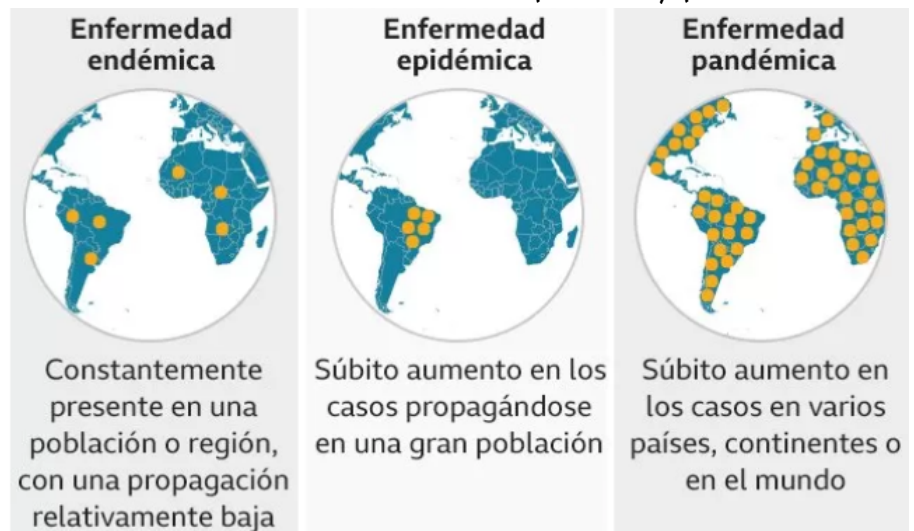 Enfermedad
endémica
Constantemente
presente en una
población o región,
con una propagación
relativamente baja
Enfermedad
epidémica
Súbito aumento en los
casos propagándose
en una gran población
Enfermedad
pandémica
Súbito aumento en
los casos en varios
países, continentes o
en el mundo